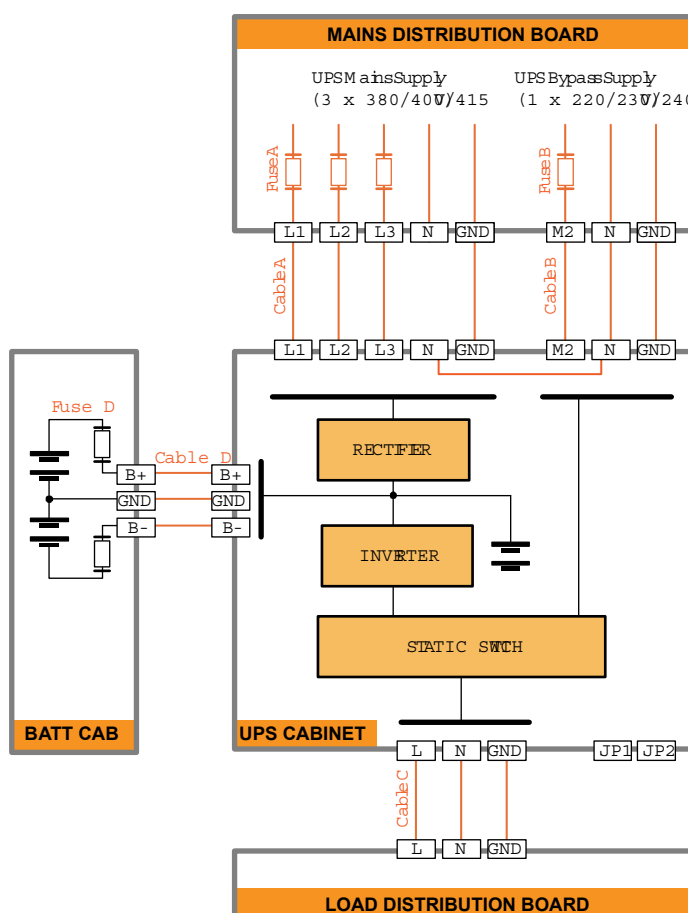 MAINS DISTRIBUTION BOARD
UPS Mains Supply
(3 x 380/400/415V)
UPS Bypass Supply
(1 x 220/230/240
Fuse A
Fuse B
L1 L2 L3 N GND M2 N GND
Cable A
Cable B
L1 L2 L3 N GND M2 N GND
Fuse D
Cable D
B+ B+
GND GND
B- B-
RECTIFIER
INVERTER
STATIC SWITCH
BATT CAB
UPS CABINET
L N GND JP1 JP2
Cable C
L N GND
LOAD DISTRIBUTION BOARD